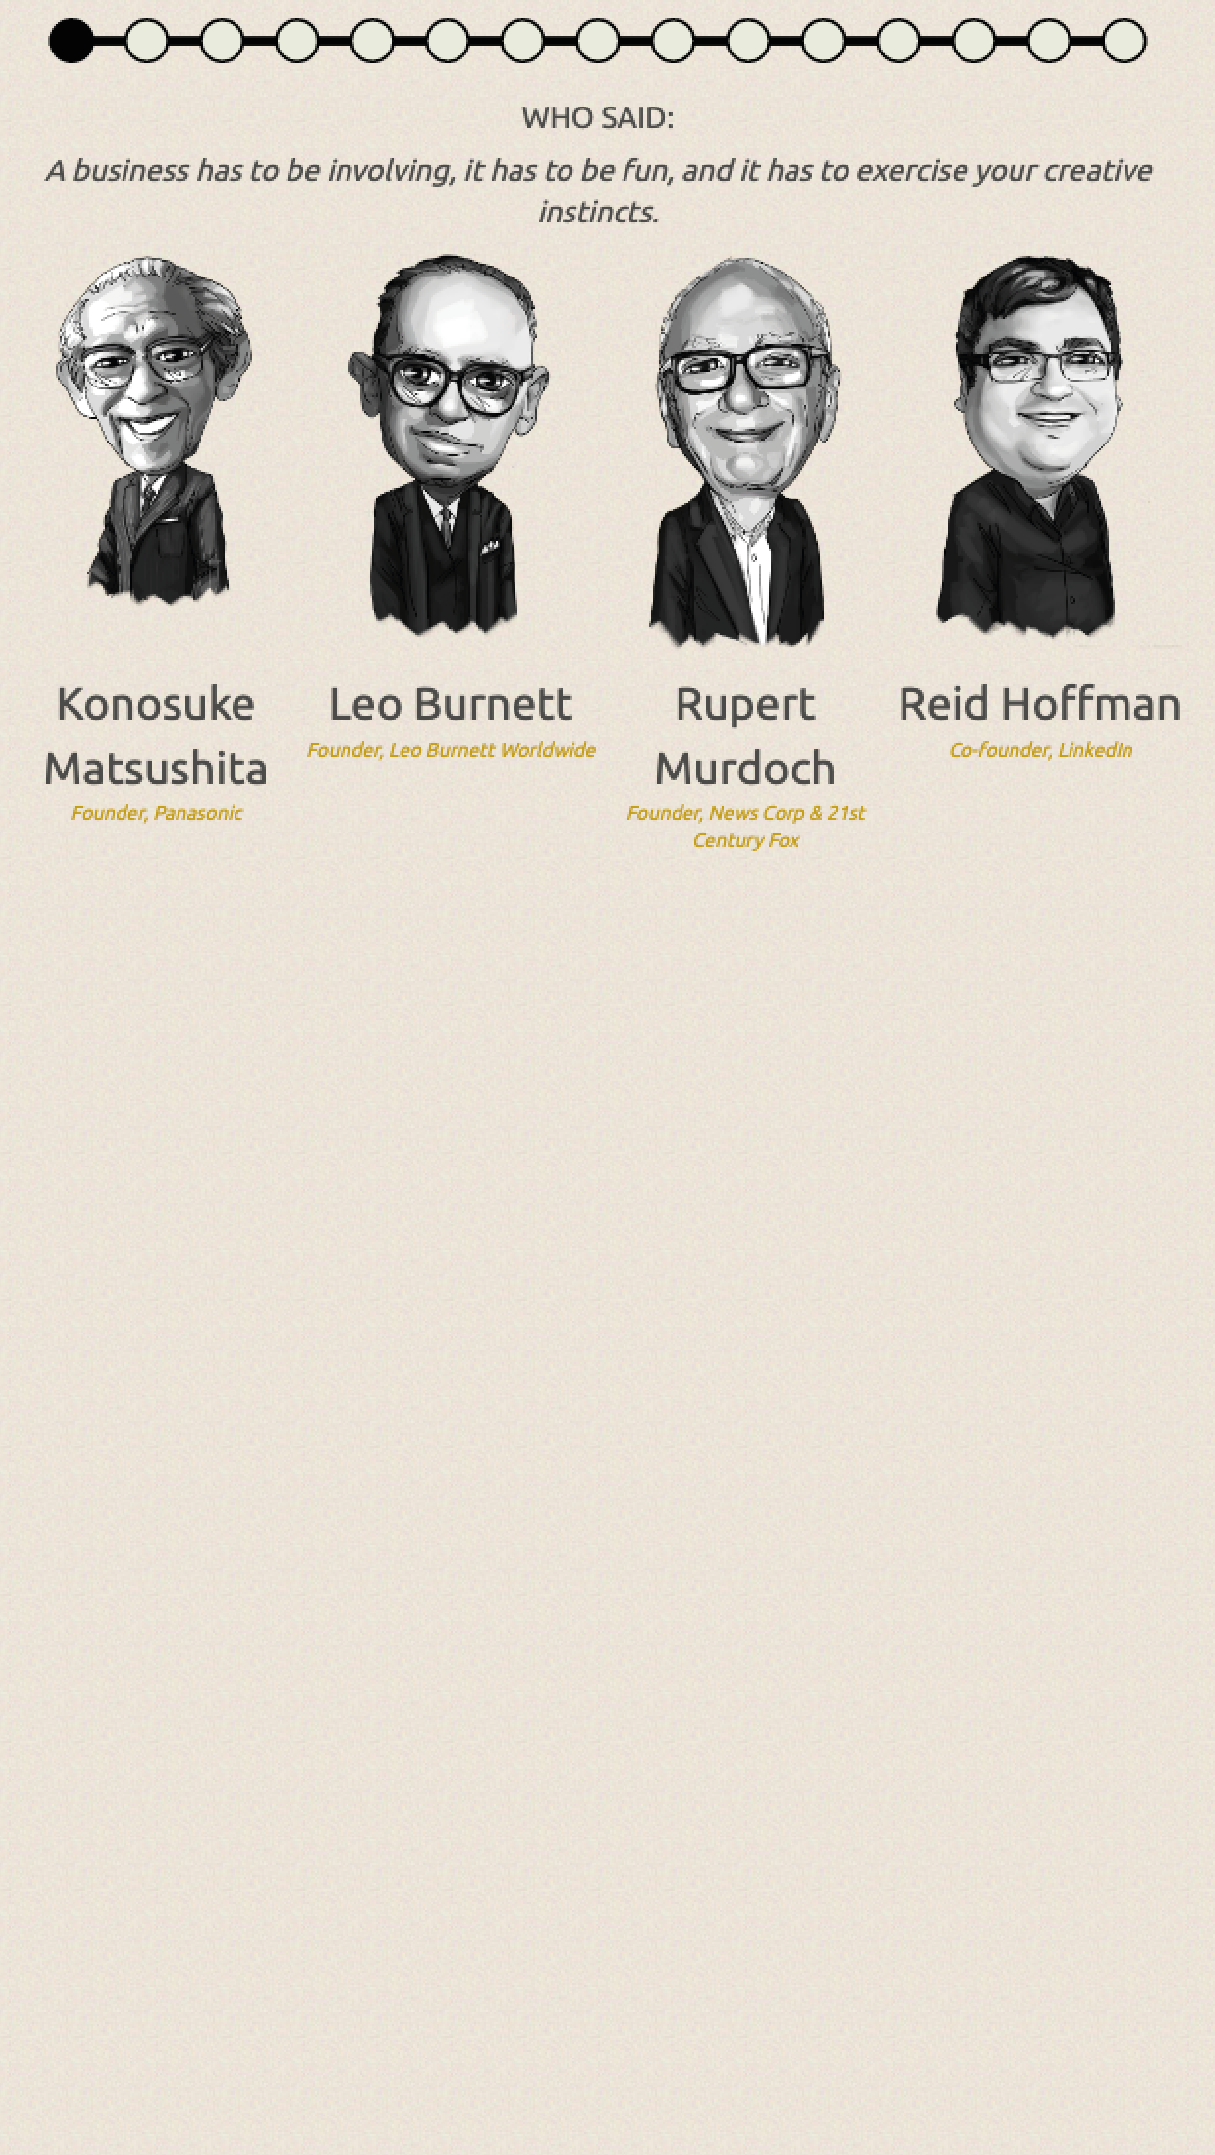 WHO SAID:
A business has to be involving, it has to be fun, and it has to exercise your creative
instincts.
Konosuke
Matsushita
Founder, Panasonic
Leo Burnett
Founder, Leo Burnett Worldwide
Rupert
Murdoch
Founder, News Corp & 21st
Century Fox
Reid Hoffman
Co-founder, LinkedIn